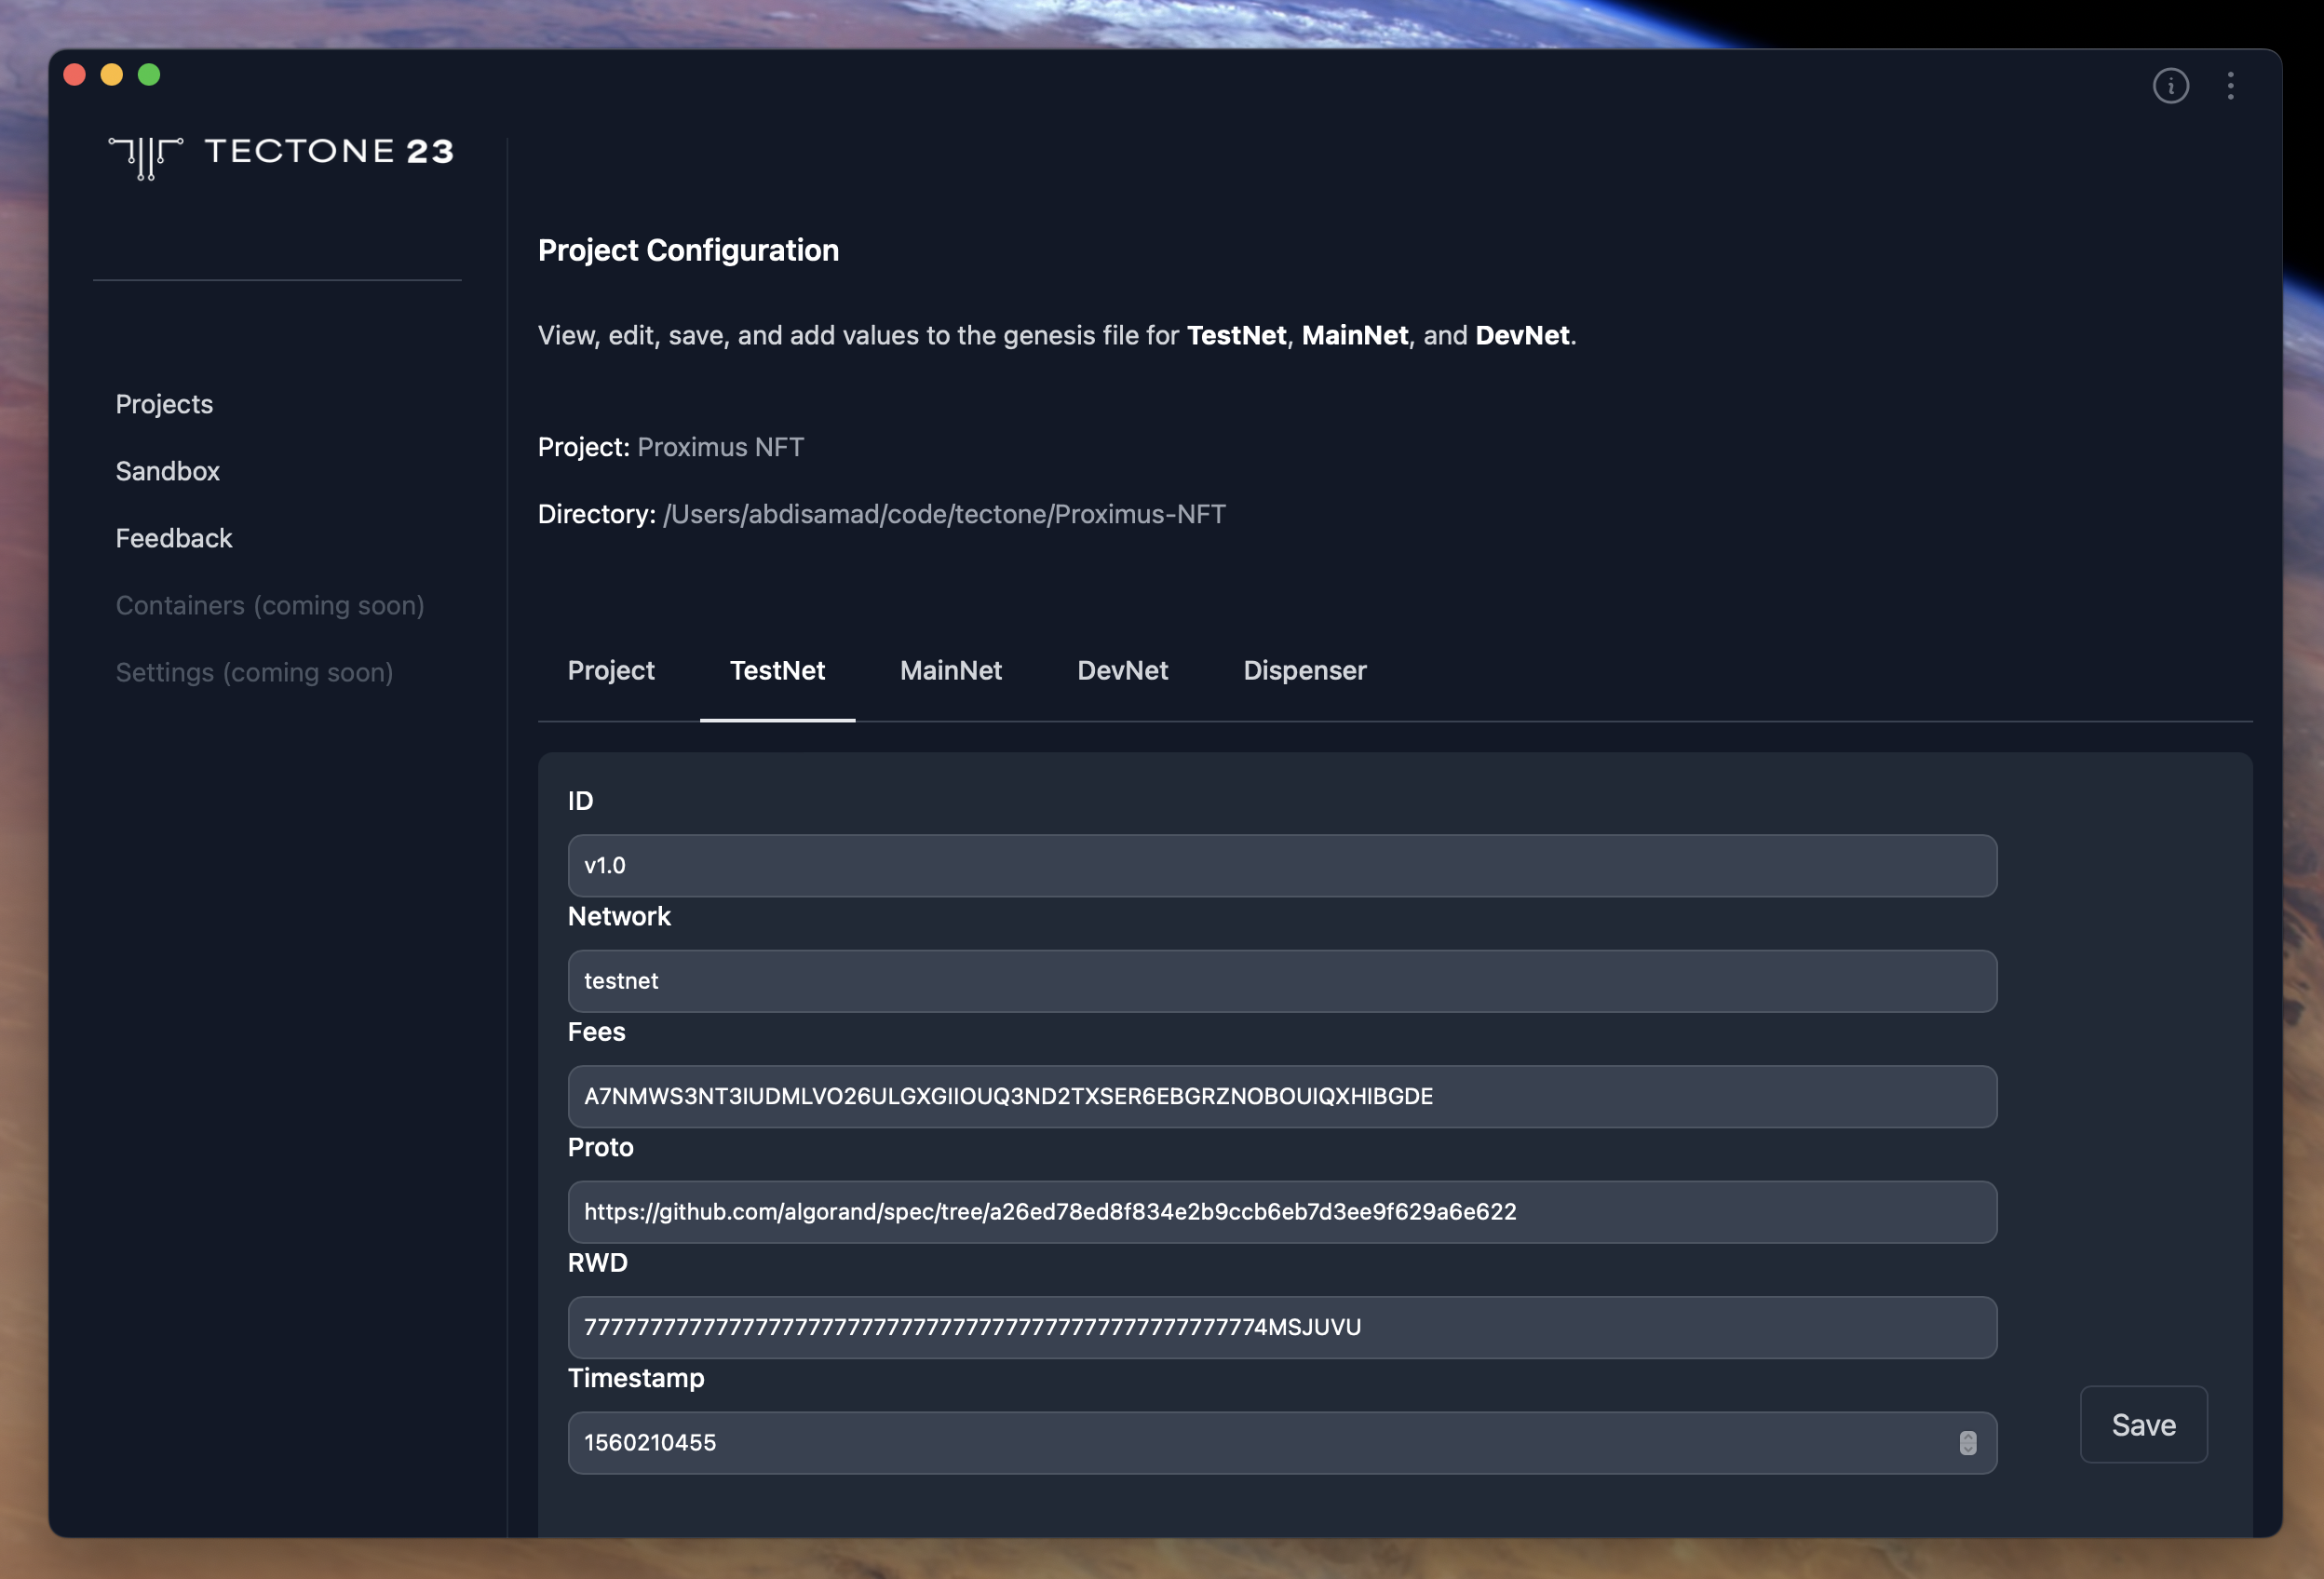 TECTONE 23
Projects
Sandbox
Feedback
Containers (coming soon)
Settings (coming soon)
Project Configuration
View, edit, save, and add values to the genesis file for TestNet, MainNet, and DevNet.
Project: Proximus NFT
Directory: /Users/abdisamad/code/tectone/Proximus-NFT
Project TestNet MainNet DevNet Dispenser
ID
v1.0
Network
testnet
Fees
A7NMWS3NT3IUDMLVO26ULGXGIIOUQ3ND2TXSER6EBGRZNOBOUIQXHIBGDE
Proto
https://github.com/algorand/spec/tree/a26ed78ed8f834e2b9ccb6eb7d3ee9f629a6e622
RWD
7777777777777777777777777777777777777777777777777774MSJUVU
Timestamp
1560210455
Save